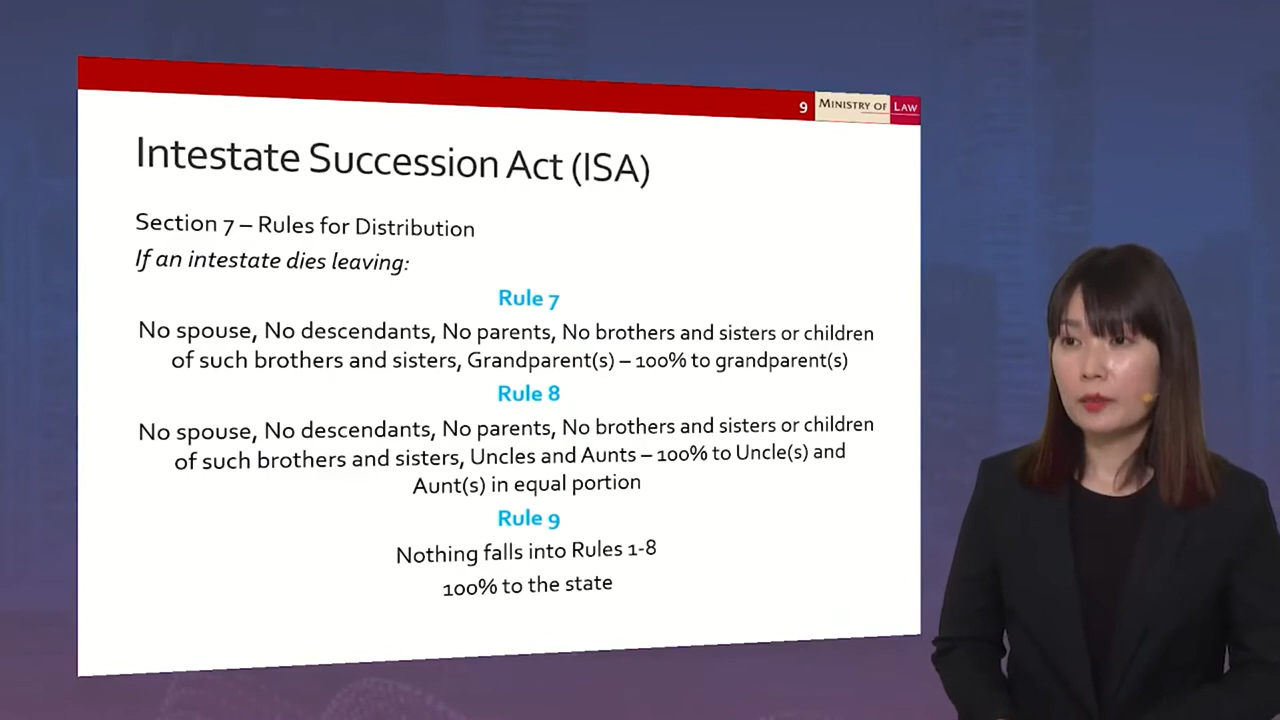 9 MINISTRY OF LAW
Intestate Succession Act (ISA)
Section 7 – Rules for Distribution
If an intestate dies leaving:
Rule 7
No spouse, No descendants, No parents, No brothers and sisters or children
of such brothers and sisters, Grandparent(s) – 100% to grandparent(s)
Rule 8
No spouse, No descendants, No parents, No brothers and sisters or children
of such brothers and sisters, Uncles and Aunts – 100% to Uncle(s) and
Aunt(s) in equal portion
Rule 9
Nothing falls into Rules 1-8
100% to the state